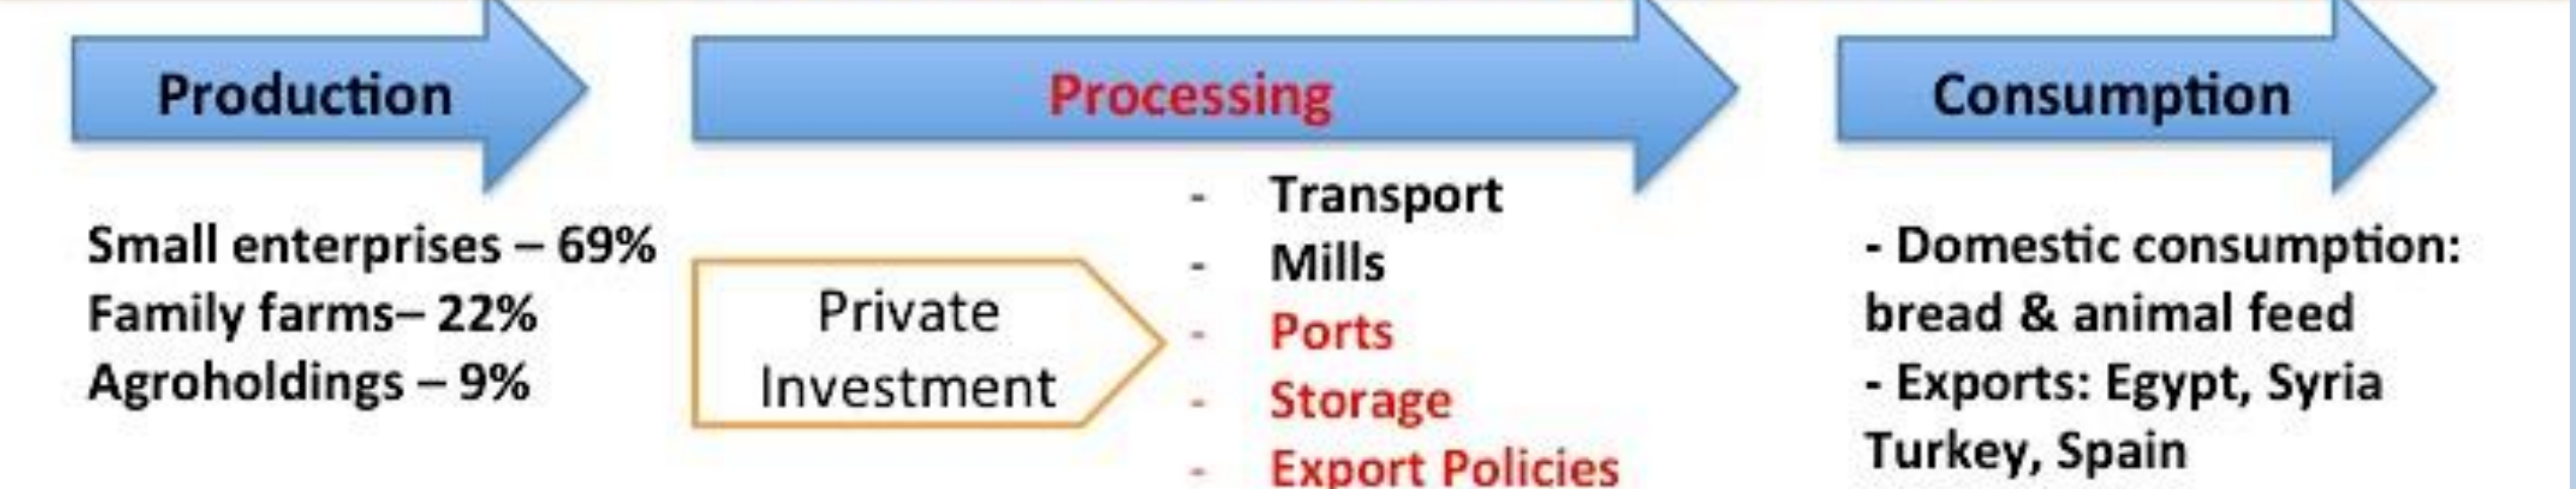 Production
Small enterprises – 69%
Family farms– 22%
Agroholdings – 9%
Processing
Private
Investment
- Transport
- Mills
- Ports
- Storage
- Export Policies
Consumption
- Domestic consumption:
bread & animal feed
- Exports: Egypt, Syria
Turkey, Spain